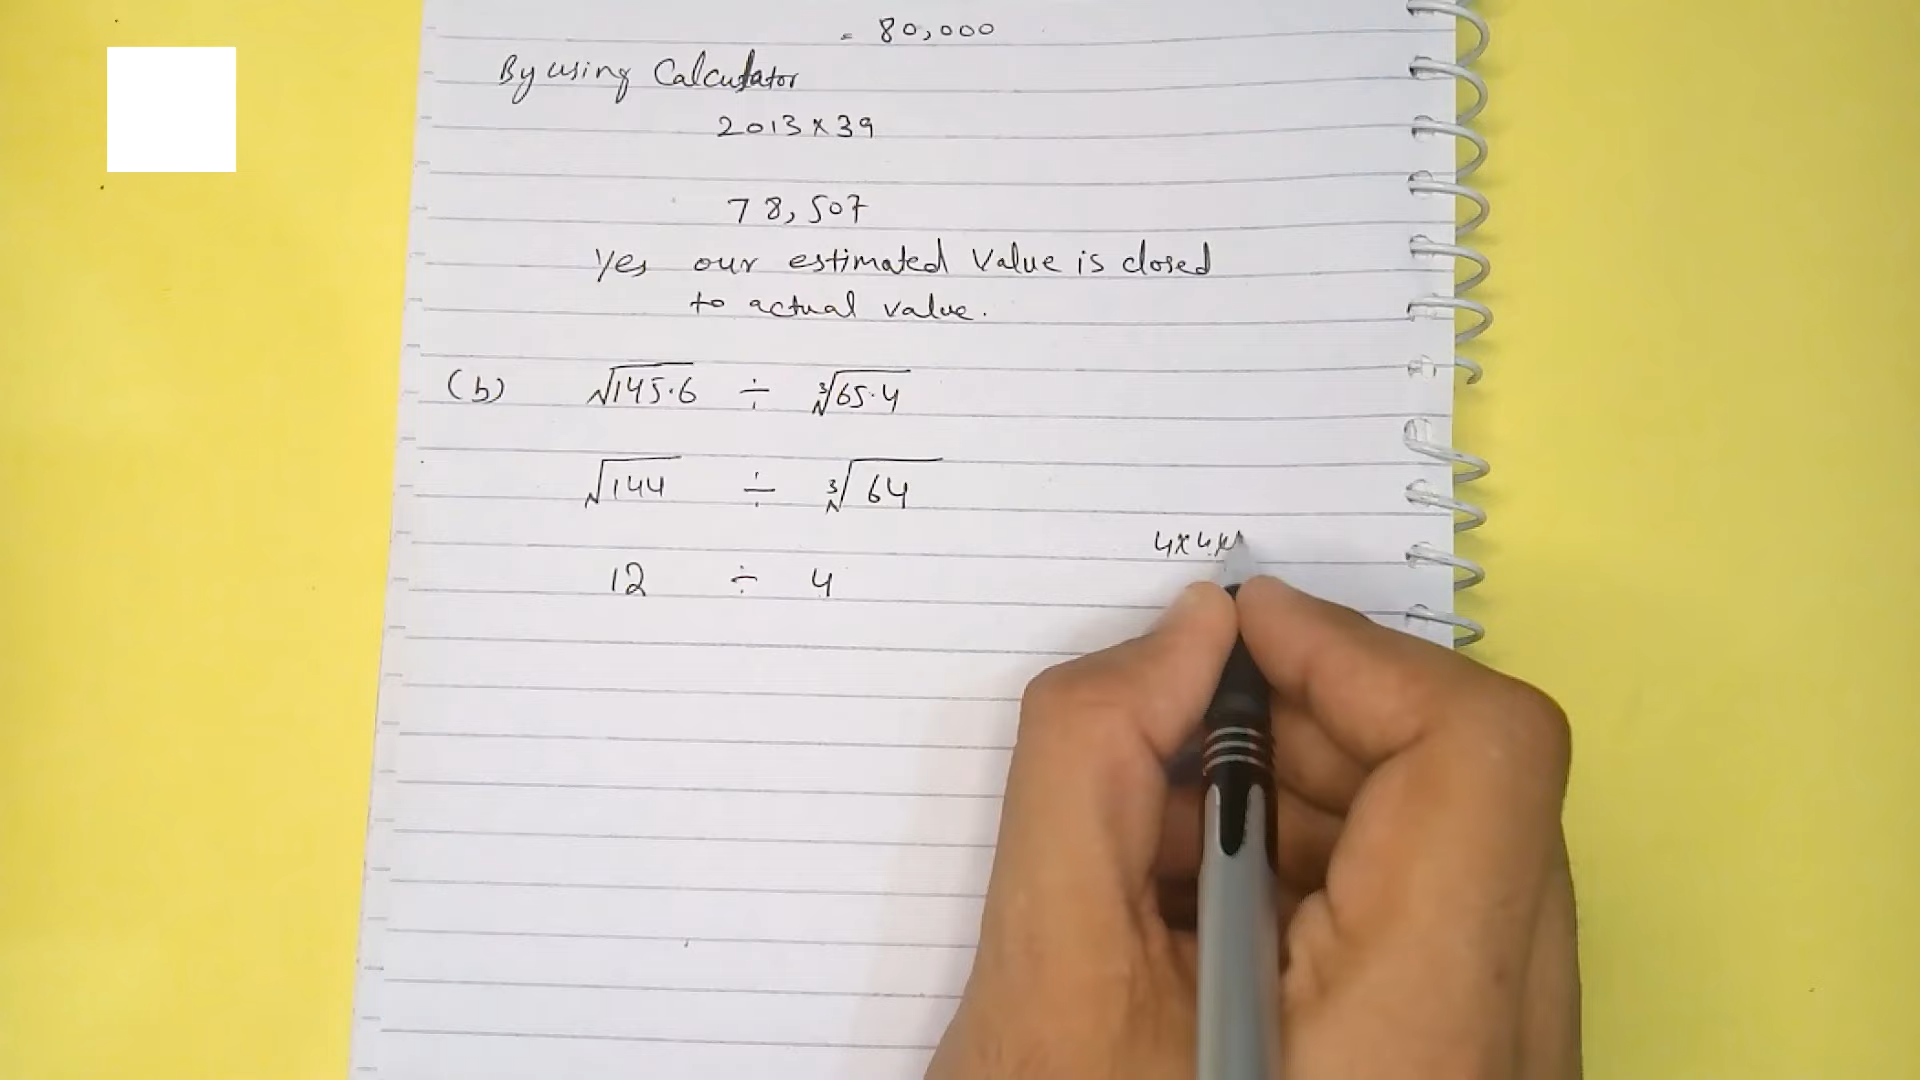 = 80,000
By using Calculator
2013 x 39
78,507
Yes our estimated Value is closed
to actual value.
(b) √145.6 ÷ ∛65.4
√144 ÷ ∛64
4x4x
12 ÷ 4